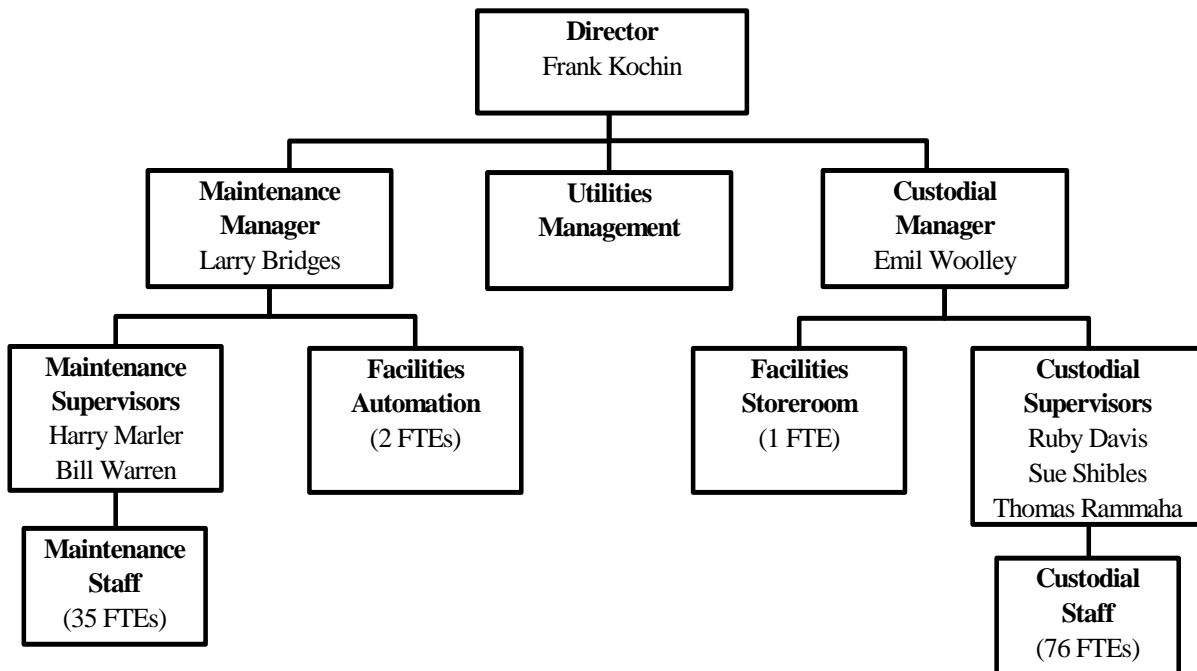 Director
Frank Kochin
Maintenance
Manager
Larry Bridges
Utilities
Management
Custodial
Manager
Emil Woolley
Maintenance
Supervisors
Harry Marler
Bill Warren
Facilities
Automation
(2 FTEs)
Facilities
Storeroom
(1 FTE)
Custodial
Supervisors
Ruby Davis
Sue Shibles
Thomas Rammaha
Maintenance
Staff
(35 FTEs)
Custodial
Staff
(76 FTEs)